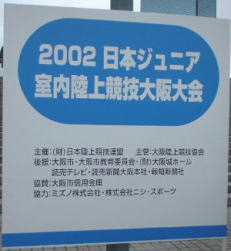 2002 日本ジュニア
室内陸上競技大阪大会
主催:(財)日本陸上競技連盟　主管:大阪陸上競技協会
後援:大阪市・大阪市教育委員会・(財)大阪城ホール
読売テレビ・読売新聞大阪本社・報知新聞社
協賛:大阪市信用金庫
協力:ミズノ株式会社・株式会社ニシ・スポーツ